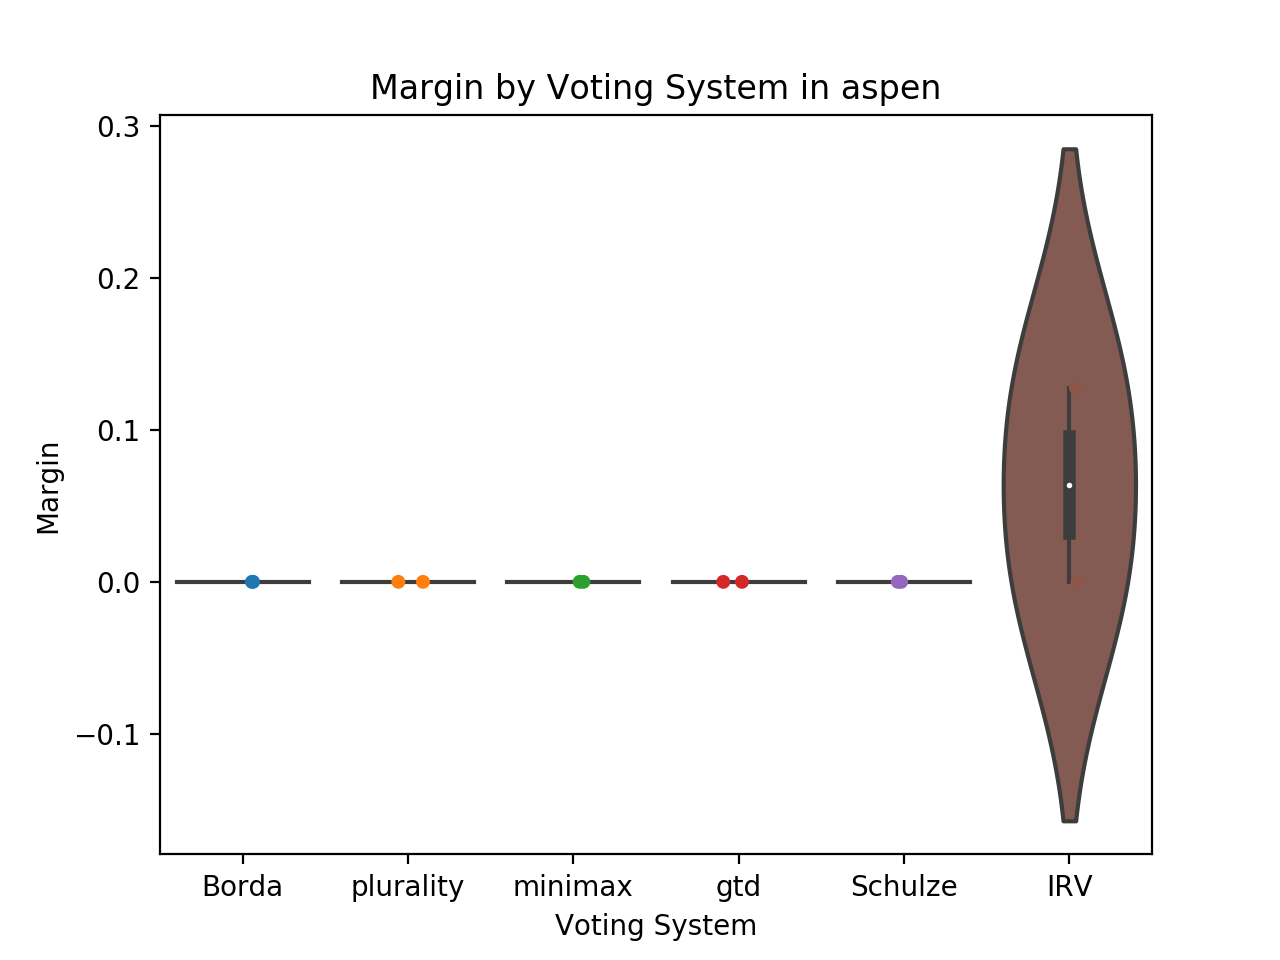 Margin by Voting System in aspen
0.3
0.2
0.1
0.0
−0.1
Margin
Borda plurality minimax gtd Schulze IRV
Voting System